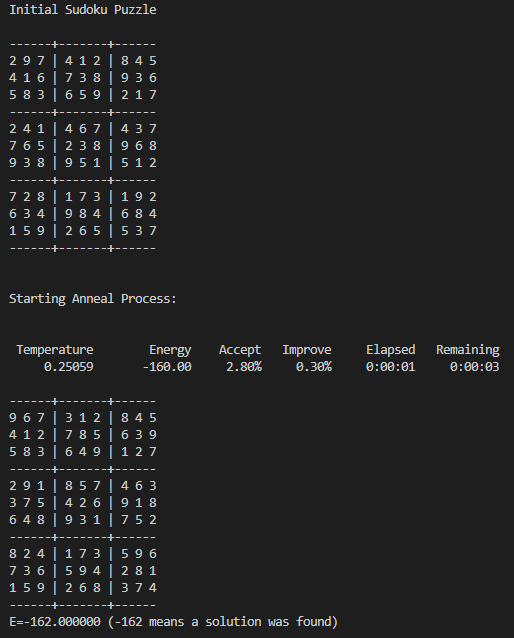 Initial Sudoku Puzzle
------+-------+------
2 9 7 | 4 1 2 | 8 4 5
4 1 6 | 7 3 8 | 9 3 6
5 8 3 | 6 5 9 | 2 1 7
------+-------+------
2 4 1 | 4 6 7 | 4 3 7
7 6 5 | 2 3 8 | 9 6 8
9 3 8 | 9 5 1 | 5 1 2
------+-------+------
7 2 8 | 1 7 3 | 1 9 2
6 3 4 | 9 8 4 | 6 8 4
1 5 9 | 2 6 5 | 5 3 7
------+-------+------
Starting Anneal Process:
Temperature Energy Accept Improve Elapsed Remaining
0.25059 -160.00 2.80% 0.30% 0:00:01 0:00:03
------+-------+------
9 6 7 | 3 1 2 | 8 4 5
4 1 2 | 7 8 5 | 6 3 9
5 8 3 | 6 4 9 | 1 2 7
------+-------+------
2 9 1 | 8 5 7 | 4 6 3
3 7 5 | 4 2 6 | 9 1 8
6 4 8 | 9 3 1 | 7 5 2
------+-------+------
8 2 4 | 1 7 3 | 5 9 6
7 3 6 | 5 9 4 | 2 8 1
1 5 9 | 2 6 8 | 3 7 4
------+-------+------
E=-162.000000 (-162 means a solution was found)